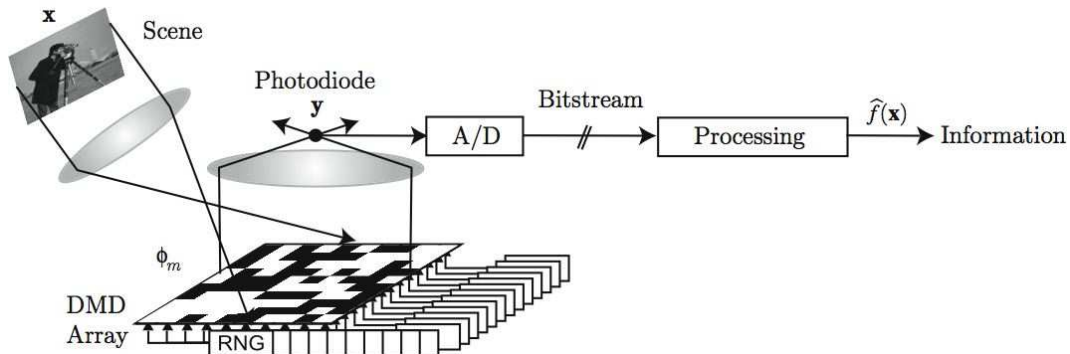 x
Scene
Photodiode
y
A/D
Bitstream
Processing
f̂(x)
Information
ϕₘ
DMD
Array
RNG